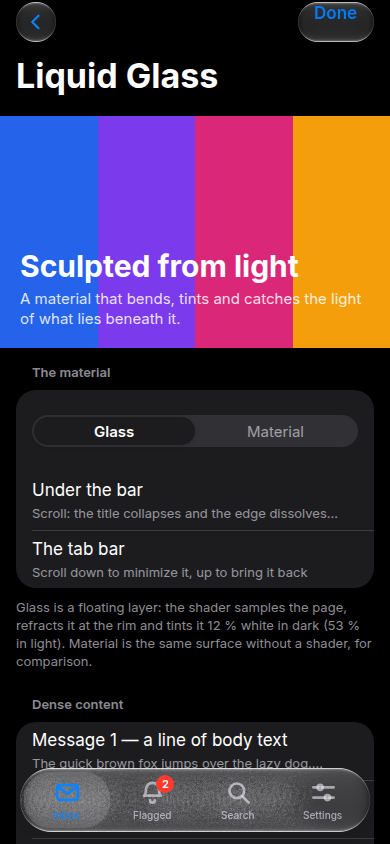 Done
Liquid Glass
Sculpted from light
A material that bends, tints and catches the light
of what lies beneath it.
The material
Glass
Material
Under the bar
Scroll: the title collapses and the edge dissolves...
The tab bar
Scroll down to minimize it, up to bring it back
Glass is a floating layer: the shader samples the page,
refracts it at the rim and tints it 12 % white in dark (53 %
in light). Material is the same surface without a shader, for
comparison.
Dense content
Message 1 — a line of body text
The quick brown fox jumps over the lazy dog....
2
Flagged
Search
Settings